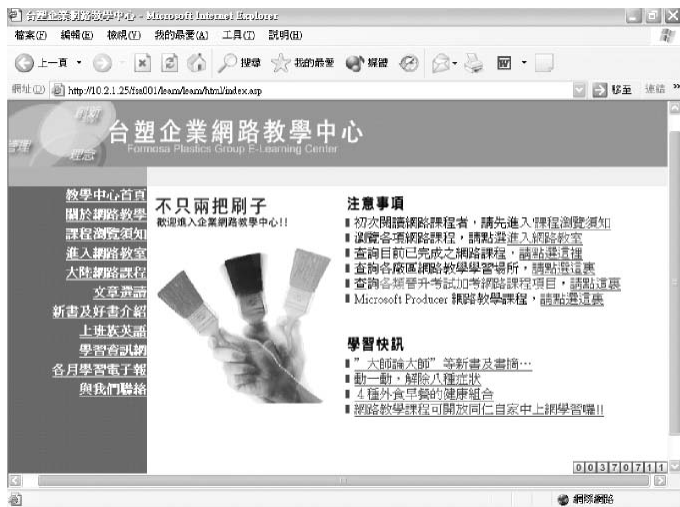 台塑企業網路教學中心 - Microsoft Internet Explorer
檔案(F) 編輯(E) 檢視(V) 我的最愛(A) 工具(T) 說明(H)
上一頁 搜尋 我的最愛 媒體
網址(D) http://10.2.1.25/fsa001/learn/learn/html/index.asp 移至 連結 »
創新
管理
理念
台塑企業網路教學中心
Formosa Plastics Group E-Learning Center
教學中心首頁
關於網路教學
課程瀏覽須知
進入網路教室
大陸網路課程
文章選讀
新書及好書介紹
上班族英語
學習資訊網
各月學習電子報
與我們聯絡
不只兩把刷子
歡迎進入企業網路教學中心!!
注意事項
初次閱讀網路課程者，請先進入課程瀏覽須知
瀏覽各項網路課程，請點選進入網路教室
查詢目前已完成之網路課程，請點選這裡
查詢各廠區網路教學學習場所，請點選這裏
查詢各類晉升考試加考網路課程項目，請點選這裏
Microsoft Producer 網路教學課程，請點選這裏
學習快訊
”大師論大師”等新書及書摘…
動一動，解除八種症狀
4種外食早餐的健康組合
網路教學課程可開放同仁自家中上網學習囉!!
00370711
網際網路